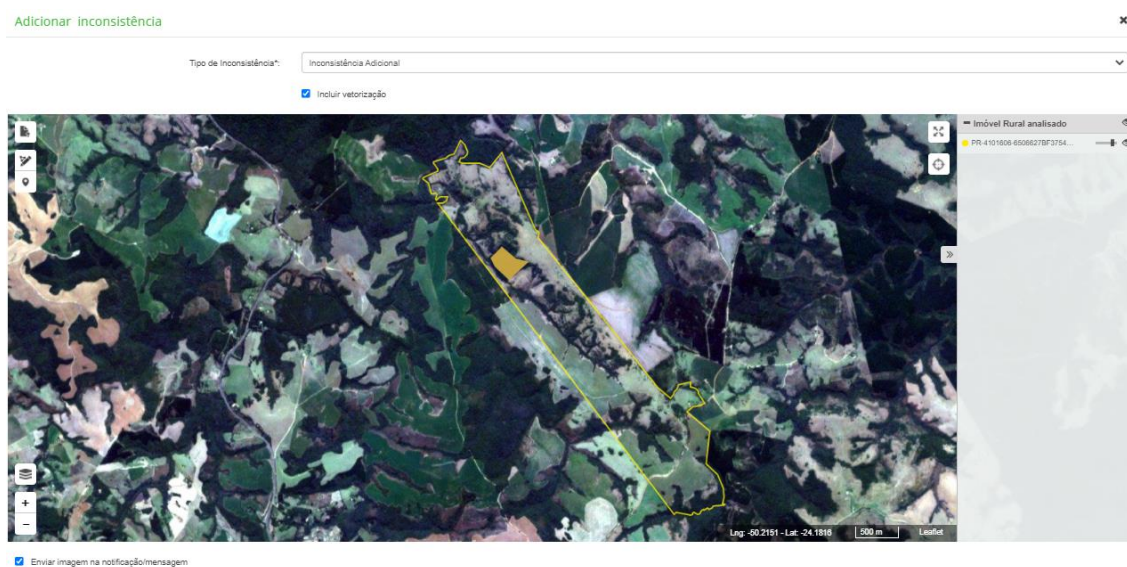 Adicionar inconsistência
Tipo de Inconsistência*:
Inconsistência Adicional
Incluir vetorização
Imóvel Rural analisado
PR-4101606-6506627BF3754...
Lng: -50.2151 - Lat: -24.1816
500 m
Leaflet
Enviar imagem na notificação/mensagem